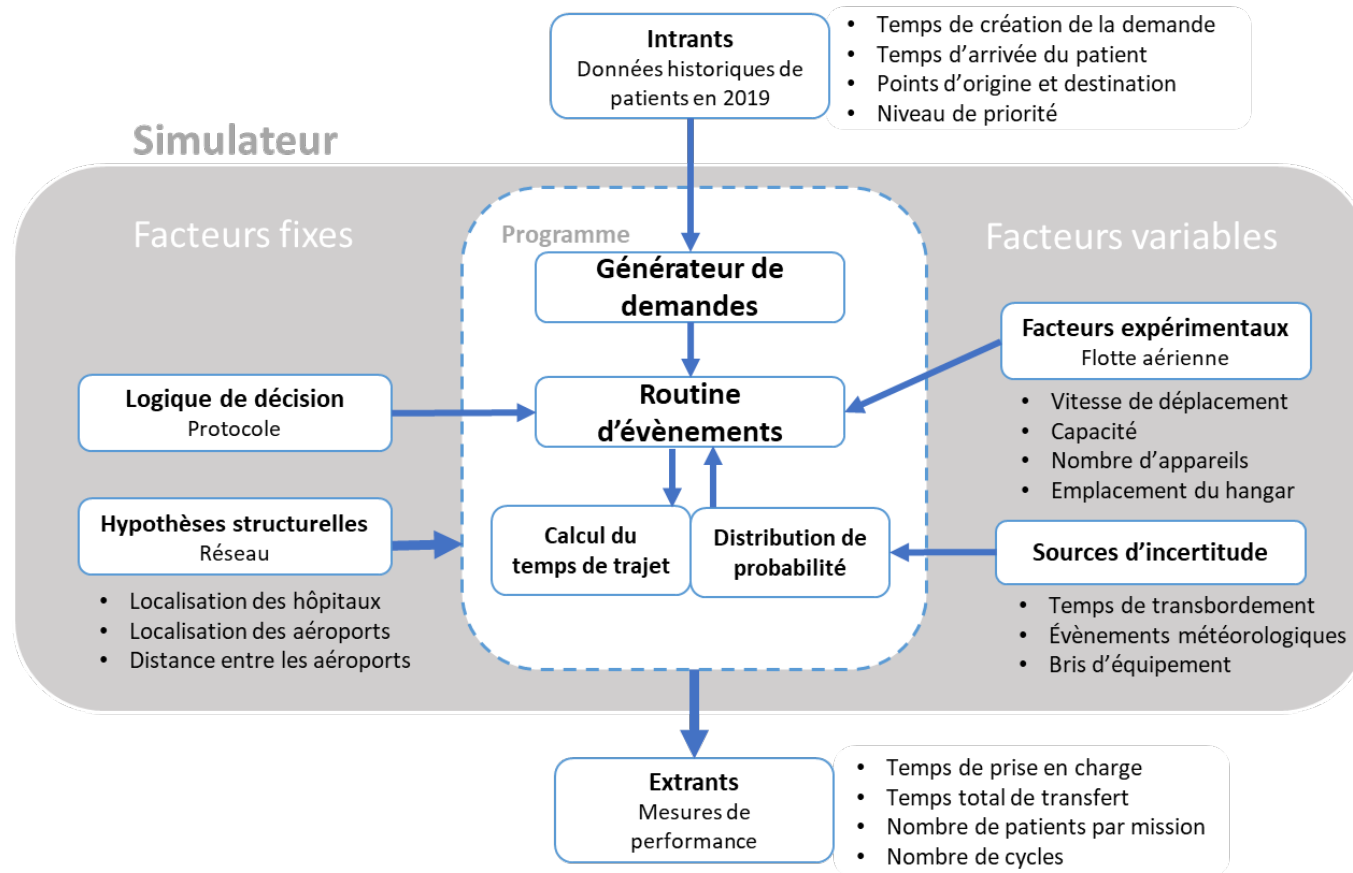 Intrants
Données historiques de
patients en 2019
• Temps de création de la demande
• Temps d’arrivée du patient
• Points d’origine et destination
• Niveau de priorité
Simulateur
Facteurs fixes
Programme
Facteurs variables
Générateur de
demandes
Facteurs expérimentaux
Flotte aérienne
Logique de décision
Protocole
Routine
d’évènements
• Vitesse de déplacement
• Capacité
• Nombre d’appareils
• Emplacement du hangar
Hypothèses structurelles
Réseau
Calcul du
temps de trajet
Distribution de
probabilité
Sources d’incertitude
• Localisation des hôpitaux
• Localisation des aéroports
• Distance entre les aéroports
• Temps de transbordement
• Évènements météorologiques
• Bris d’équipement
Extrants
Mesures de
performance
• Temps de prise en charge
• Temps total de transfert
• Nombre de patients par mission
• Nombre de cycles